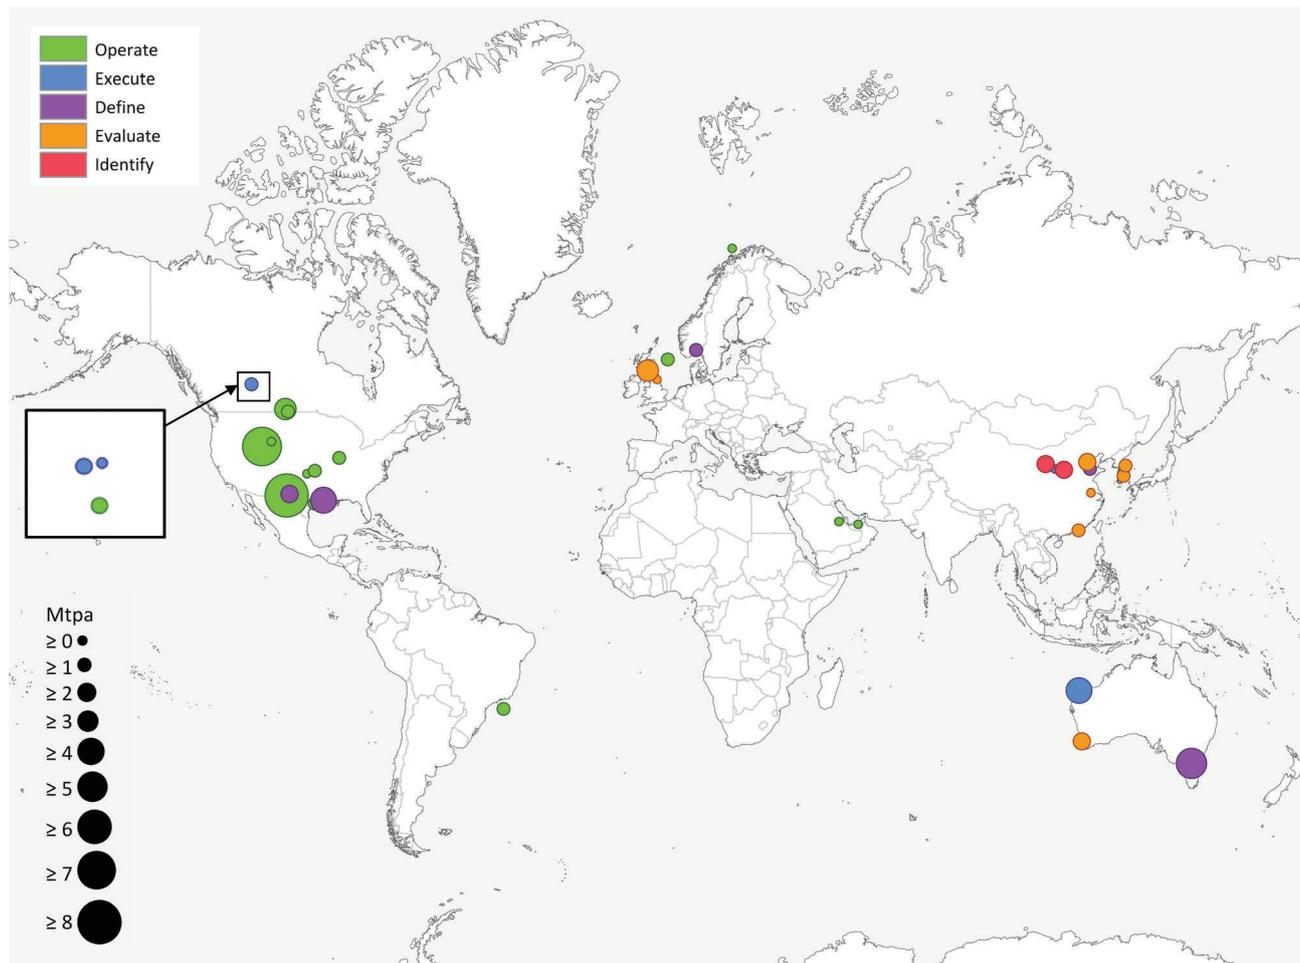 Operate
Execute
Define
Evaluate
Identify
Mtpa
≥ 0
≥ 1
≥ 2
≥ 3
≥ 4
≥ 5
≥ 6
≥ 7
≥ 8